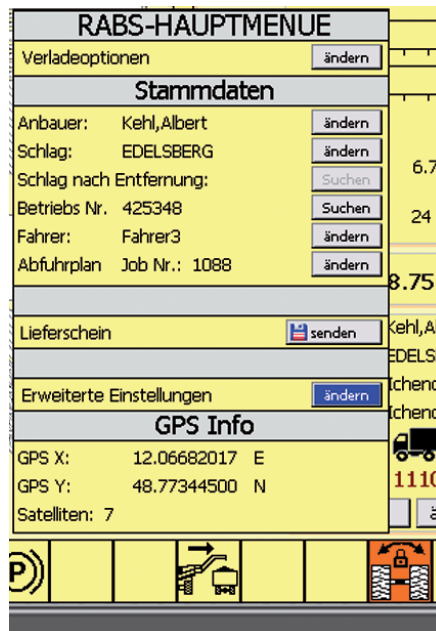 RABS-HAUPTMENUE
Verladeoptionen ändern
Stammdaten
Anbauer: Kehl,Albert ändern
Schlag: EDELSBERG ändern
6.7
Schlag nach Entfernung: Suchen
Betriebs Nr. 425348 Suchen
24
Fahrer: Fahrer3 ändern
Abfuhrplan Job Nr.: 1088 ändern
8.75
Lieferschein senden
Kehl,A
EDELS
Ichend
Erweiterte Einstellungen ändern
Ichend
GPS Info
GPS X: 12.06682017 E
GPS Y: 48.77344500 N
1110
Satelliten: 7
ä
P